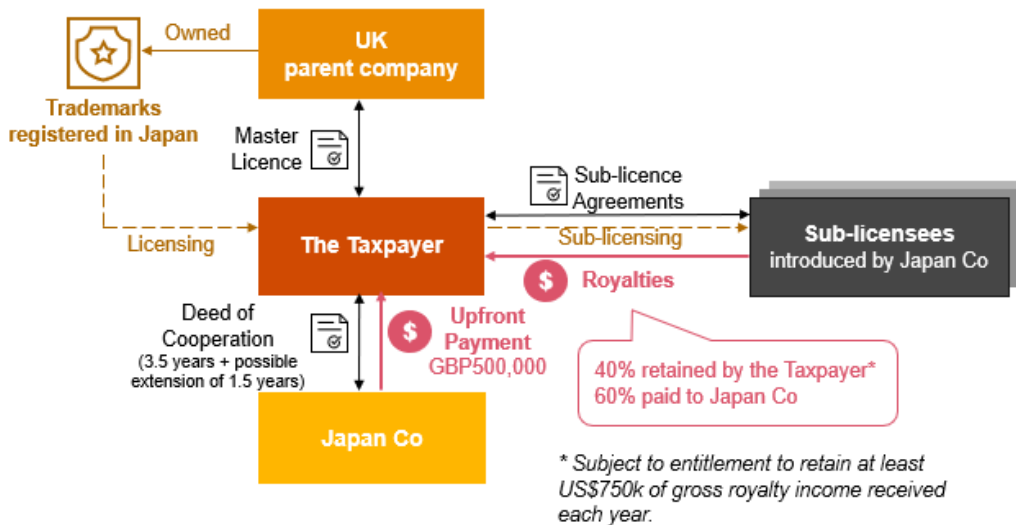 Owned
UK
parent company
Trademarks
registered in Japan
Master
Licence
Sub-licence
Agreements
Licensing
The Taxpayer
Sub-licensing
Sub-licensees
introduced by Japan Co
$ Royalties
Deed of
Cooperation
(3.5 years + possible
extension of 1.5 years)
$ Upfront
Payment
GBP500,000
40% retained by the Taxpayer*
60% paid to Japan Co
Japan Co
* Subject to entitlement to retain at least
US$750k of gross royalty income received
each year.